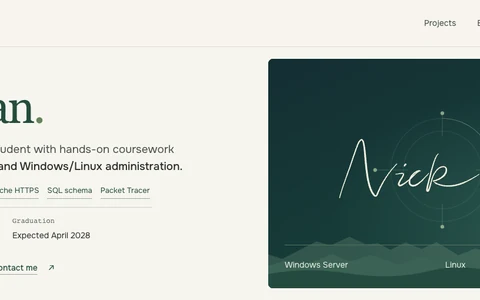 Projects
an.
udent with hands-on coursework
and Windows/Linux administration.
che HTTPS SQL schema Packet Tracer
Graduation
Expected April 2028
ontact me ↗
Nick
Windows Server Linux